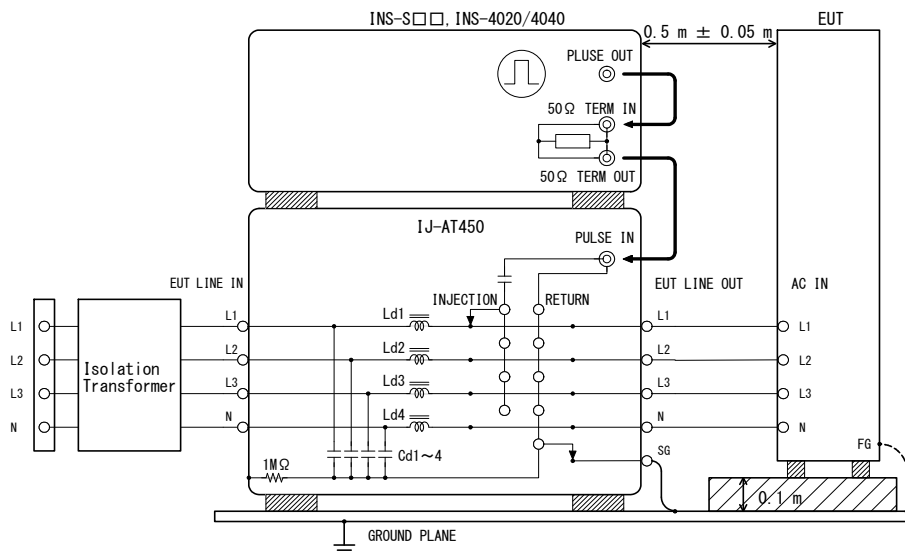 INS-S□□, INS-4020/4040
EUT
0.5 m ± 0.05 m
PLUSE OUT
50Ω TERM IN
50Ω TERM OUT
IJ-AT450
PULSE IN
EUT LINE IN
INJECTION
RETURN
EUT LINE OUT
AC IN
L1
L1
Ld1
L1
L1
L2
L2
Ld2
L2
L2
Isolation
Transformer
L3
L3
Ld3
L3
L3
N
N
Ld4
N
N
FG
1MΩ
Cd1~4
SG
0.1 m
GROUND PLANE